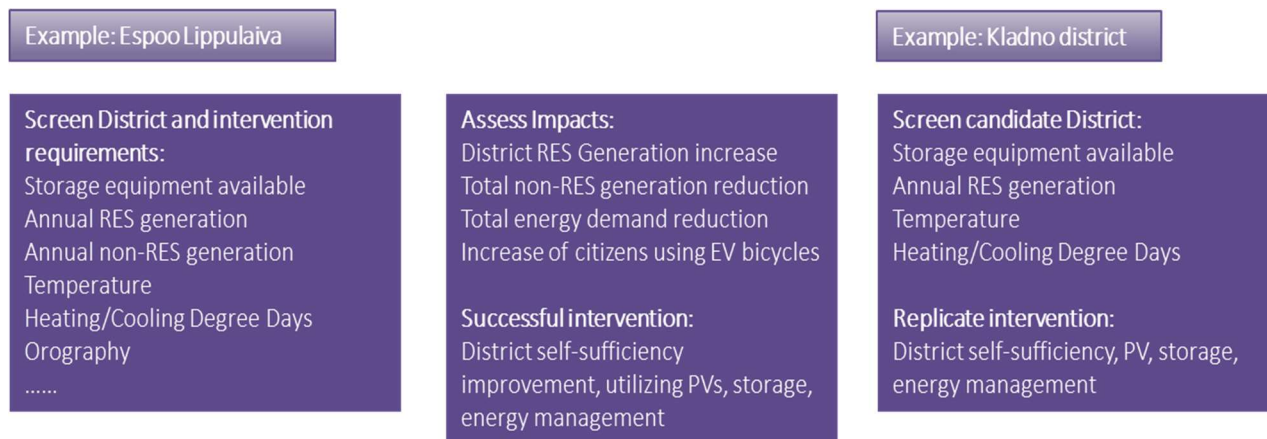 Example: Espoo Lippulaiva
Screen District and intervention
requirements:
Storage equipment available
Annual RES generation
Annual non-RES generation
Temperature
Heating/Cooling Degree Days
Orography
......
Assess Impacts:
District RES Generation increase
Total non-RES generation reduction
Total energy demand reduction
Increase of citizens using EV bicycles
Successful intervention:
District self-sufficiency
improvement, utilizing PVs, storage,
energy management
Example: Kladno district
Screen candidate District:
Storage equipment available
Annual RES generation
Temperature
Heating/Cooling Degree Days
Replicate intervention:
District self-sufficiency, PV, storage,
energy management